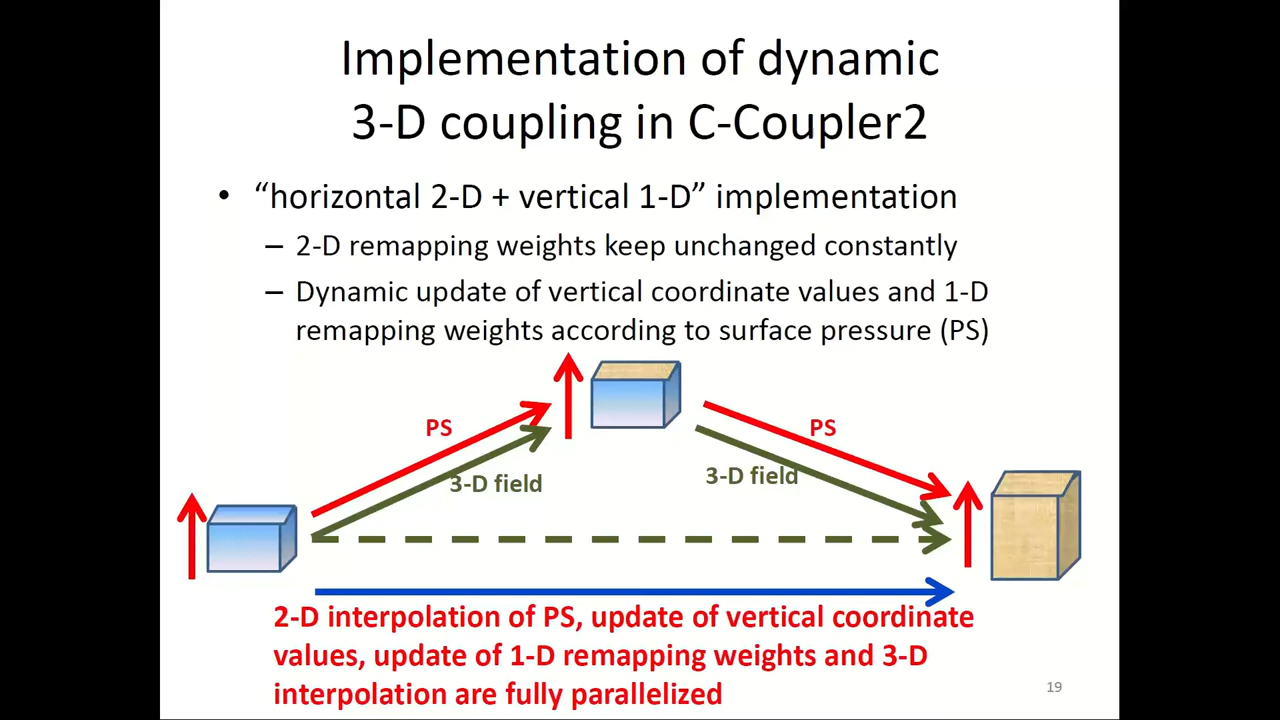 Implementation of dynamic
3-D coupling in C-Coupler2
• “horizontal 2-D + vertical 1-D” implementation
– 2-D remapping weights keep unchanged constantly
– Dynamic update of vertical coordinate values and 1-D
remapping weights according to surface pressure (PS)
PS
PS
3-D field
3-D field
2-D interpolation of PS, update of vertical coordinate
values, update of 1-D remapping weights and 3-D
interpolation are fully parallelized
19